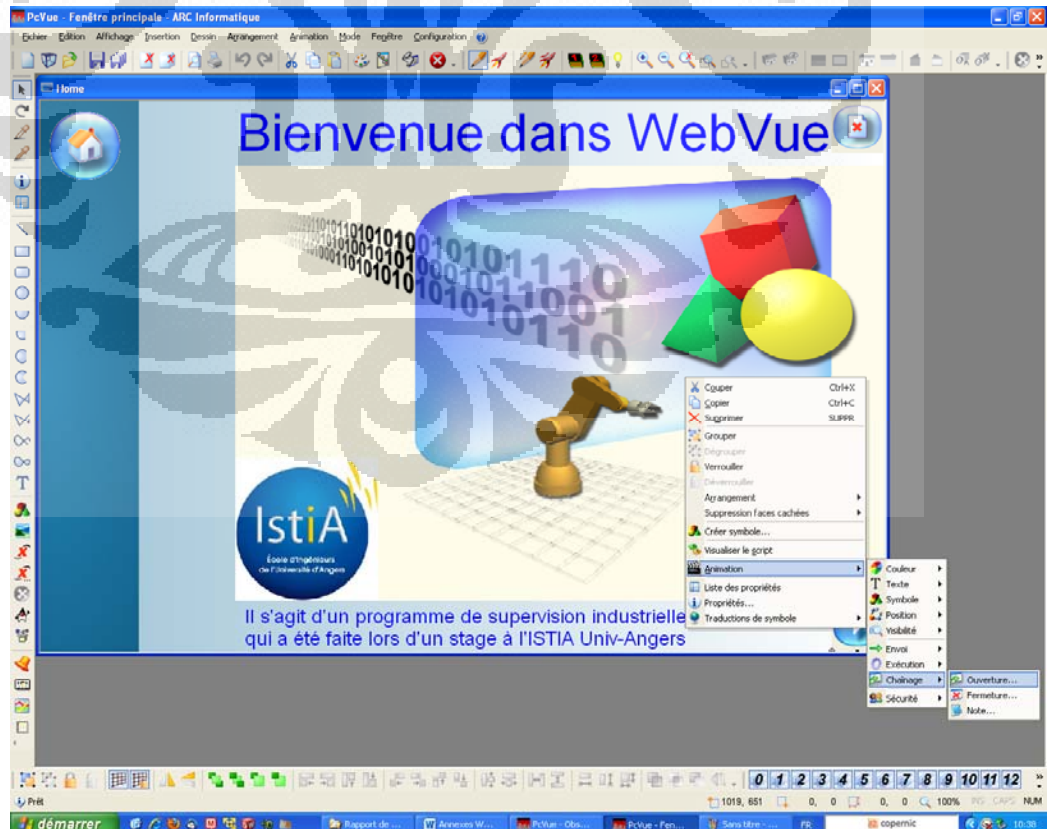 PcVue - Fenêtre principale - ARC Informatique
Fichier Edition Affichage Insertion Dessin Arrangement Animation Mode Fenêtre Configuration
Home
Bienvenue dans WebVue
Couper Ctrl+X
Copier Ctrl+C
Supprimer SUPPR
Grouper
Dégrouper
Verrouiller
Déverrouiller
Arrangement
Suppression faces cachées
Créer symbole...
Visualiser le script
Animation
Liste des propriétés
Propriétés...
Traductions de symbole
Couleur
Texte
Symbole
Position
Visibilité
Envoi
Exécution
Chaînage
Sécurité
Ouverture...
Fermeture...
Note...
IstiA
École d'Ingénieurs
de l'Université d'Angers
Il s'agit d'un programme de supervision industrielle
qui a été faite lors d'un stage à l'ISTIA Univ-Angers
0 1 2 3 4 5 6 7 8 9 10 11 12
Prêt
1019, 651 0, 0 0, 0 100% INS CAPS NUM
démarrer
Rapport de ...
Annexes W...
PcVue - Obs...
PcVue - Fen...
Sans titre - ...
FR
copernic
10:38